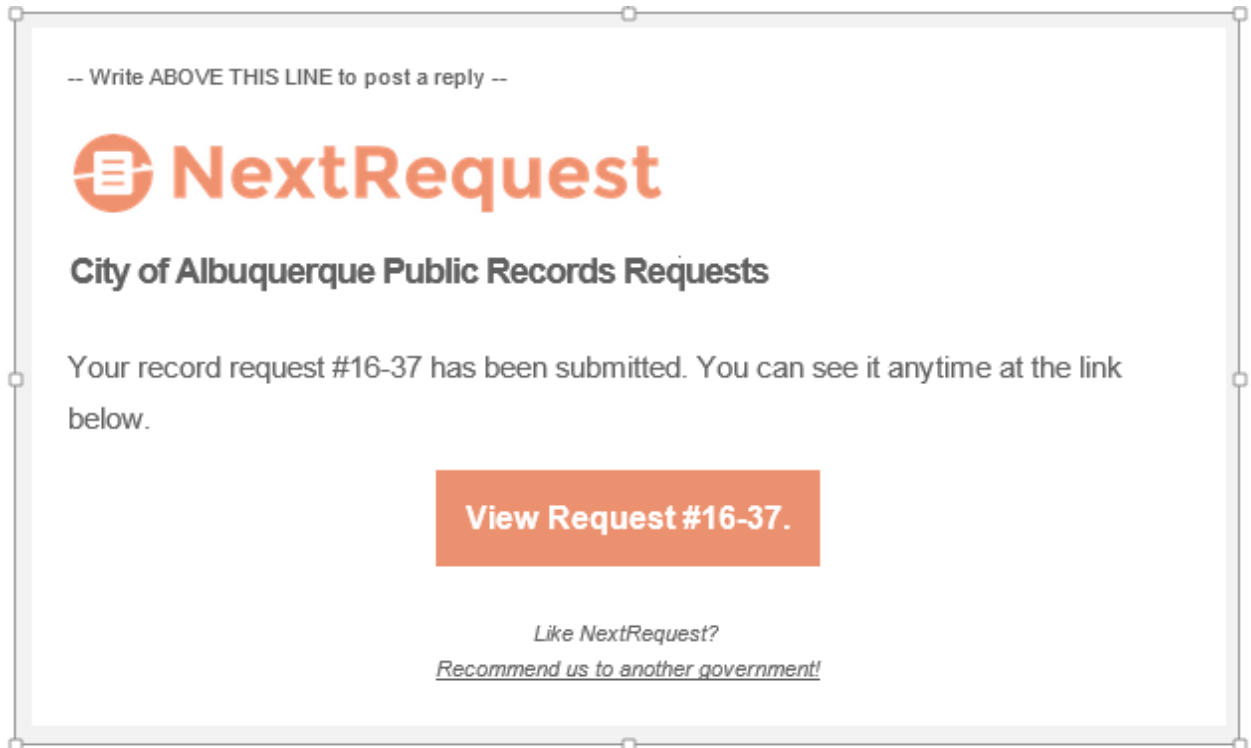 -- Write ABOVE THIS LINE to post a reply --
NextRequest
City of Albuquerque Public Records Requests
Your record request #16-37 has been submitted. You can see it anytime at the link
below.
View Request #16-37.
Like NextRequest?
Recommend us to another government!